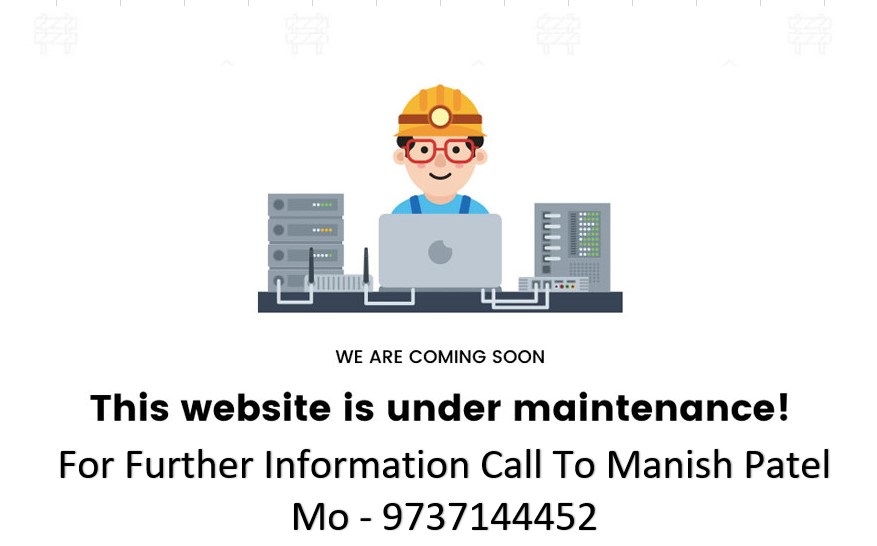 WE ARE COMING SOON
This website is under maintenance!
For Further Information Call To Manish Patel
Mo - 9737144452